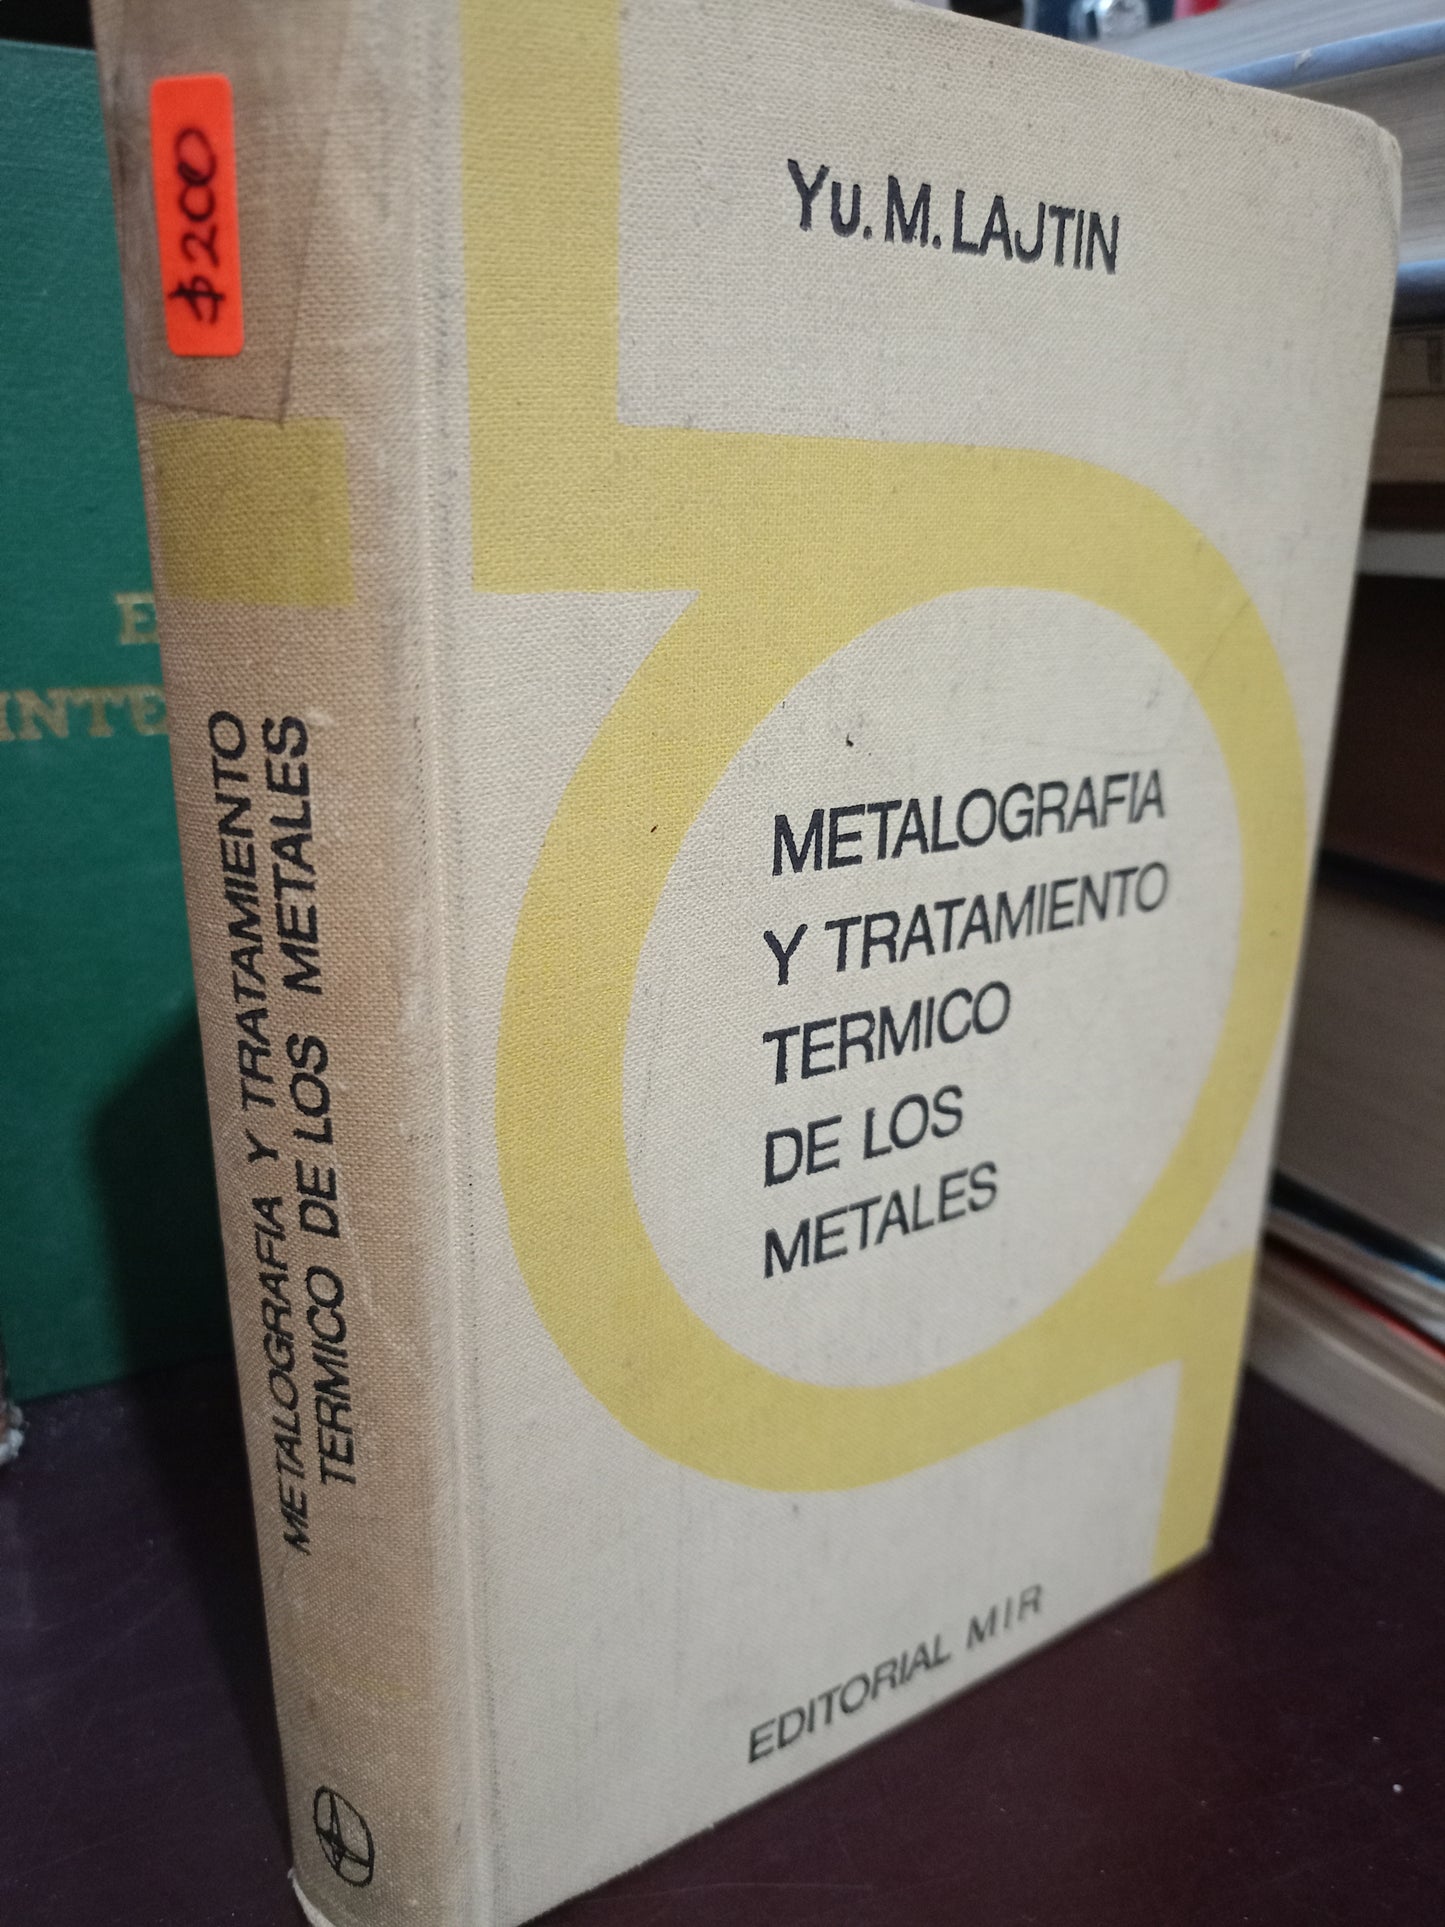 $200
METALOGRAFIA Y TRATAMIENTO
TERMICO DE LOS METALES
Yu. M. LAJTIN
METALOGRAFIA
Y TRATAMIENTO
TERMICO
DE LOS
METALES
EDITORIAL MIR